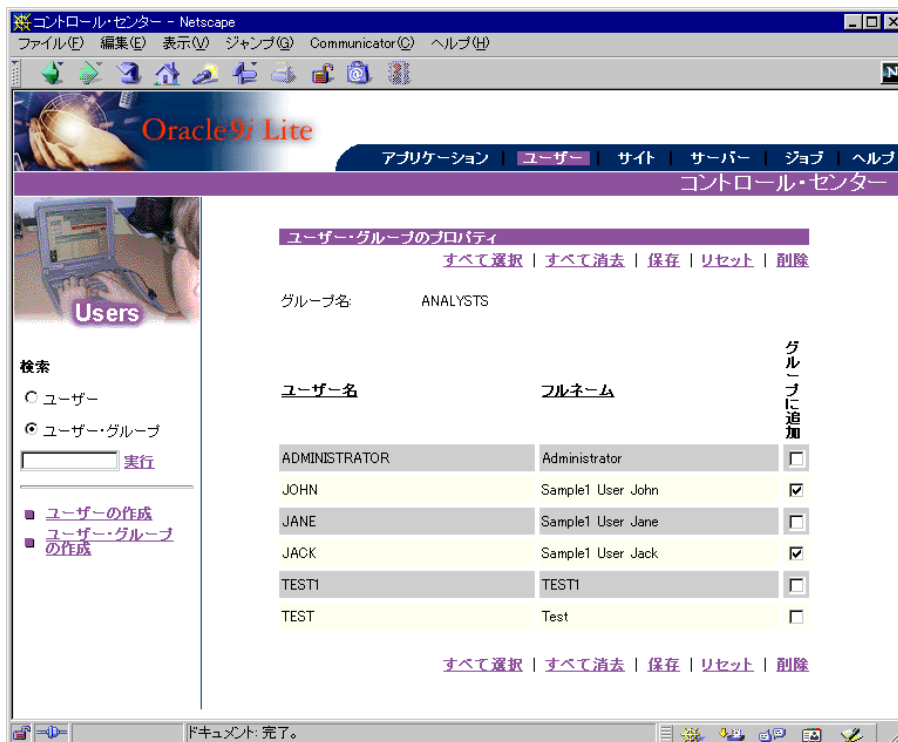 コントロール・センター - Netscape
ファイル(F) 編集(E) 表示(V) ジャンプ(G) Communicator(C) ヘルプ(H)
N
Oracle9i Lite
アプリケーション ユーザー サイト サーバー ジョブ ヘルプ
コントロール・センター
Users
検索
ユーザー
ユーザー・グループ
実行
ユーザーの作成
ユーザー・グループ
の作成
ユーザー・グループのプロパティ
すべて選択 | すべて消去 | 保存 | リセット | 削除
グループ名: ANALYSTS
ユーザー名 フルネーム グループに追加
ADMINISTRATOR Administrator
JOHN Sample1 User John
JANE Sample1 User Jane
JACK Sample1 User Jack
TEST1 TEST1
TEST Test
すべて選択 | すべて消去 | 保存 | リセット | 削除
ドキュメント: 完了。